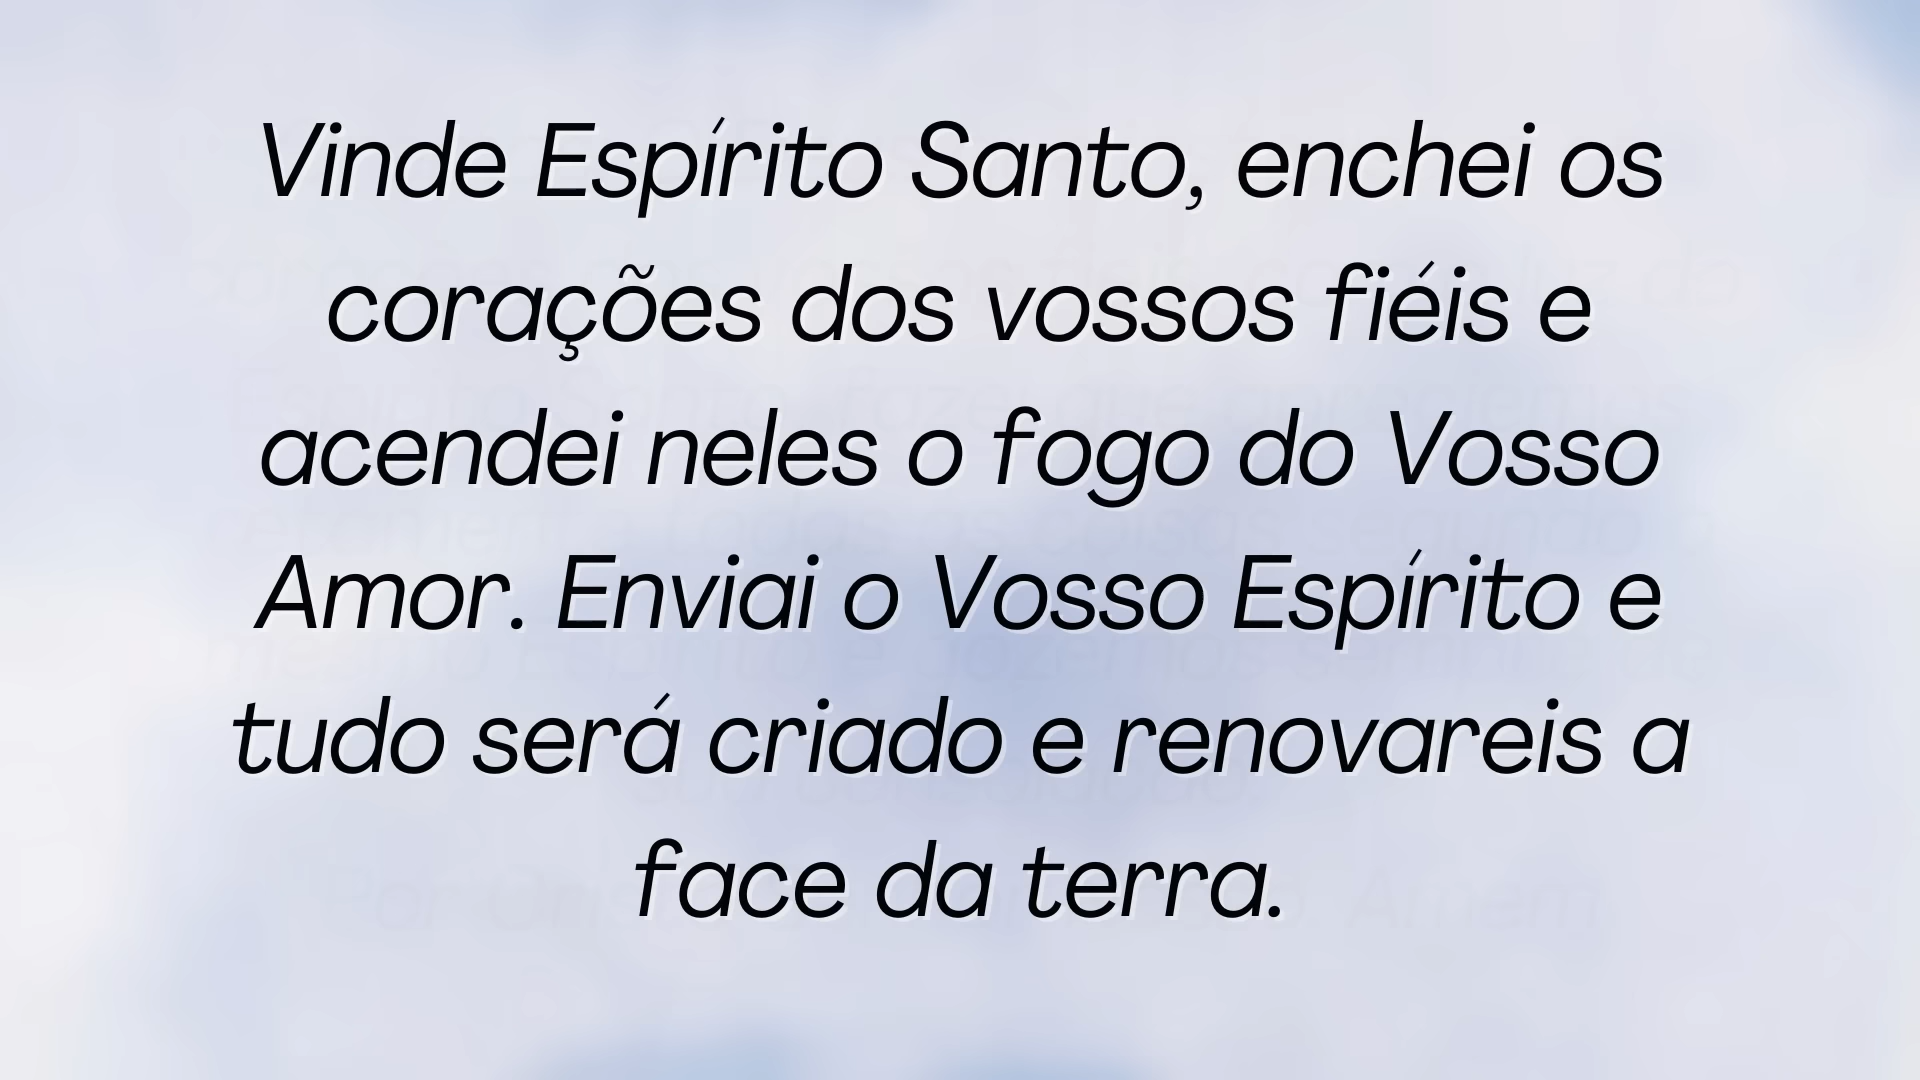 Vinde Espírito Santo, enchei os
corações dos vossos fiéis e
acendei neles o fogo do Vosso
Amor. Enviai o Vosso Espírito e
tudo será criado e renovareis a
face da terra.